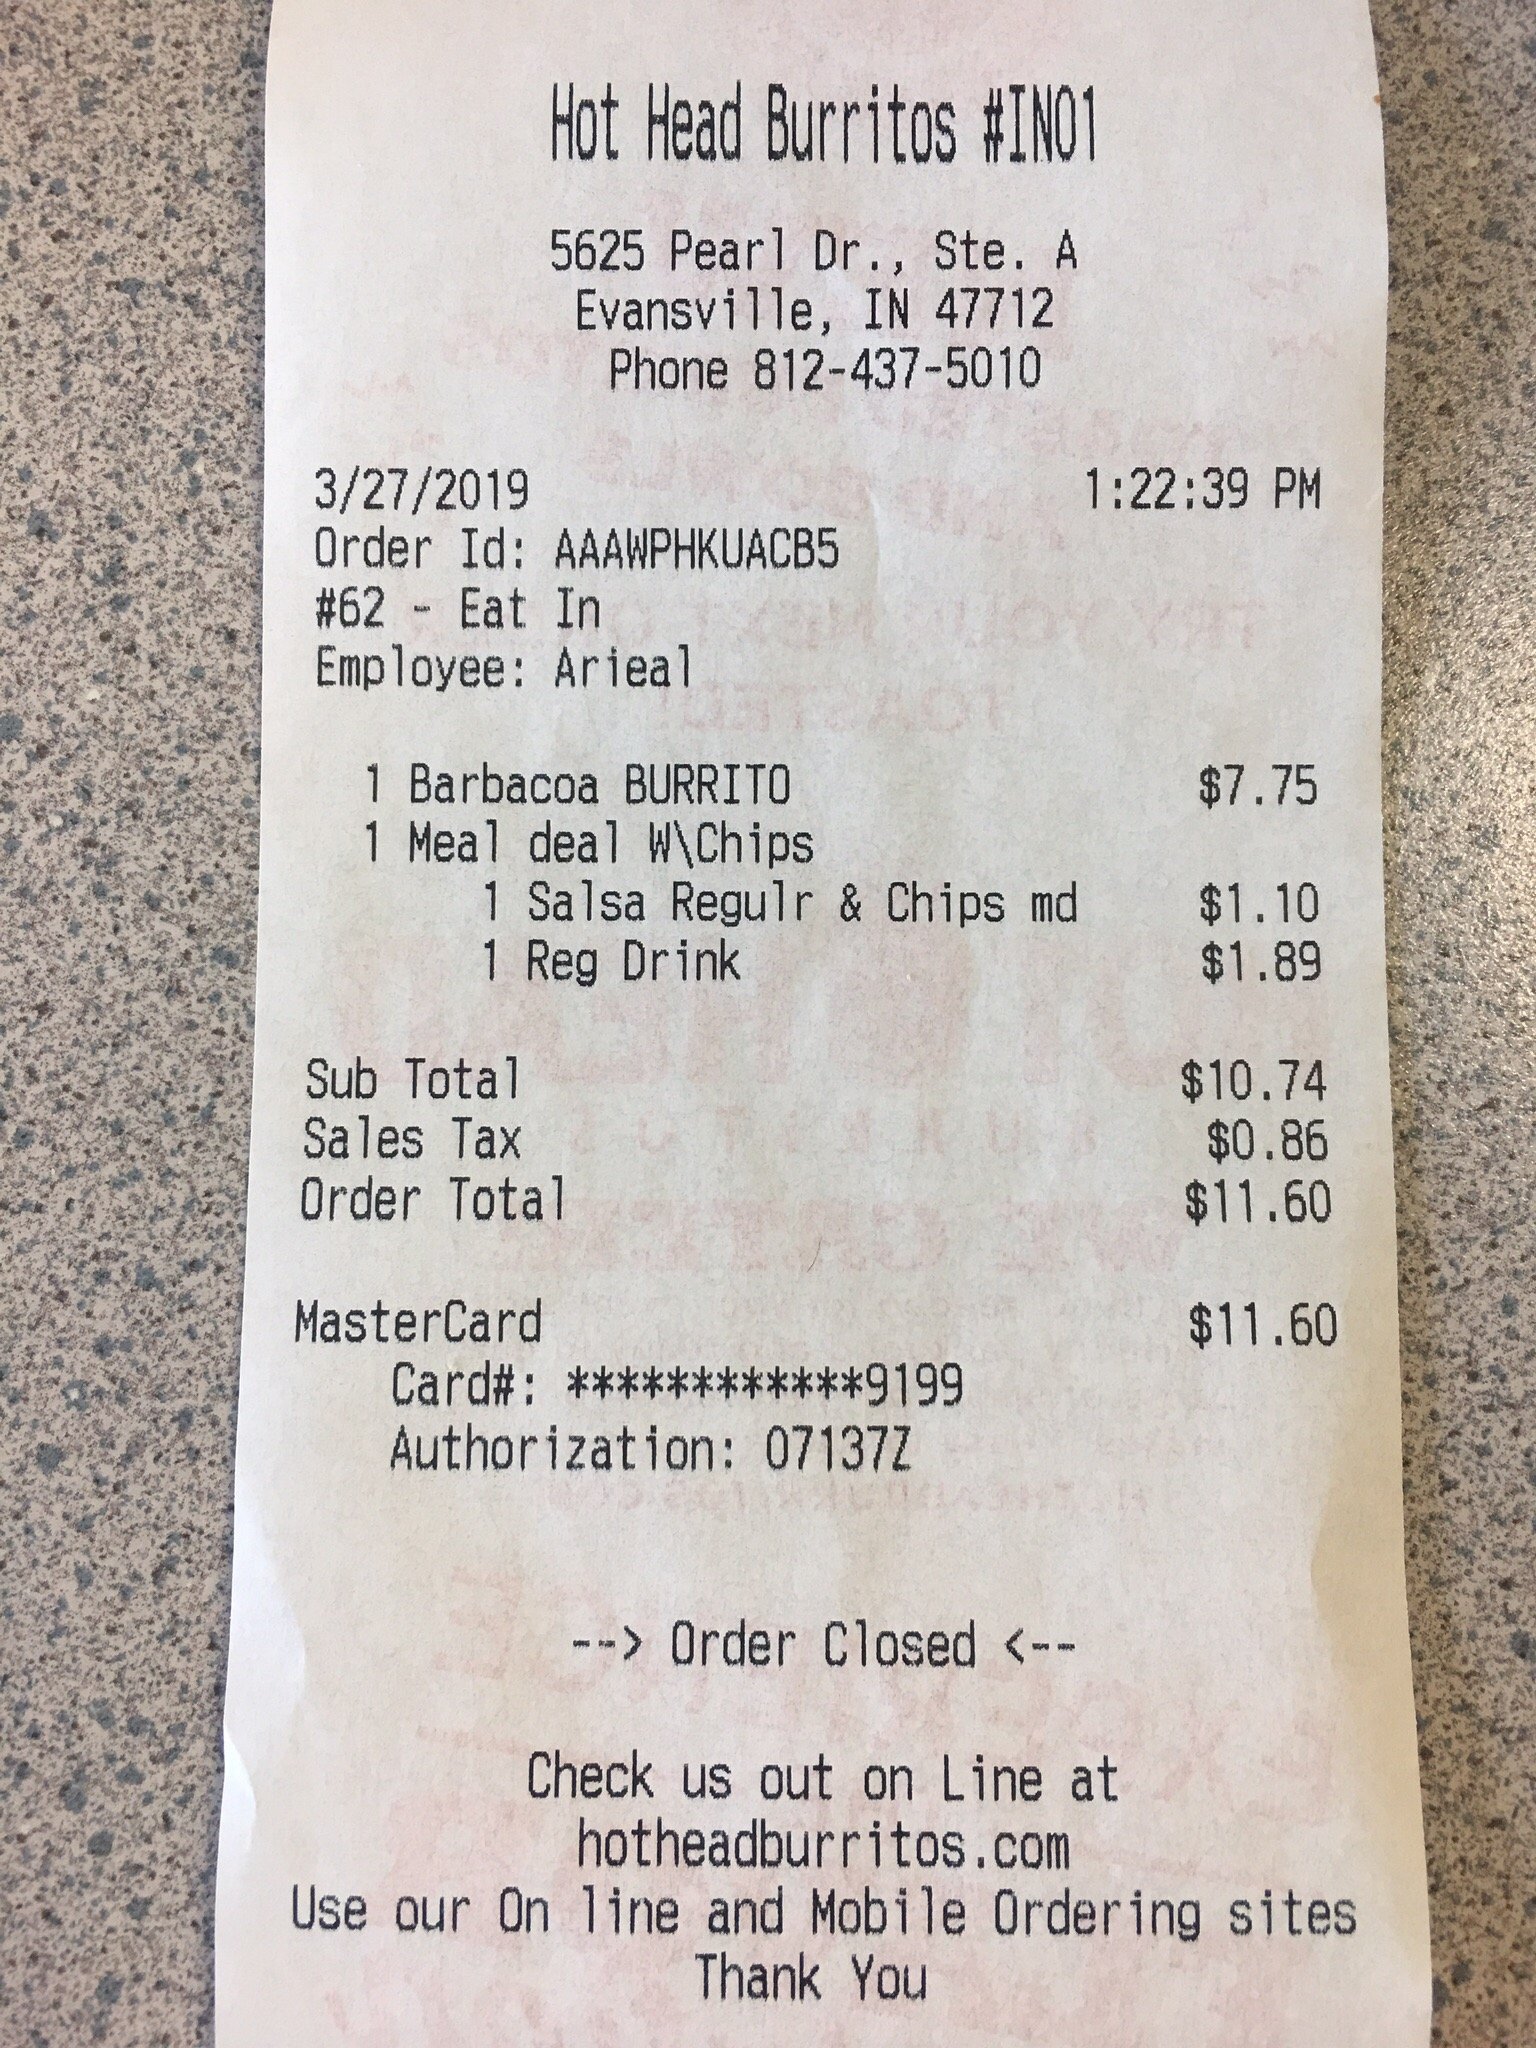 Hot Head Burritos #IN01
5625 Pearl Dr., Ste. A
Evansville, IN 47712
Phone 812-437-5010
3/27/2019 1:22:39 PM
Order Id: AAAWPHKUACB5
#62 - Eat In
Employee: Arieal
1 Barbacoa BURRITO $7.75
1 Meal deal W\Chips
1 Salsa Regulr & Chips md $1.10
1 Reg Drink $1.89
Sub Total $10.74
Sales Tax $0.86
Order Total $11.60
MasterCard $11.60
Card#: ************9199
Authorization: 07137Z
--> Order Closed <--
Check us out on Line at
hotheadburritos.com
Use our On line and Mobile Ordering sites
Thank You